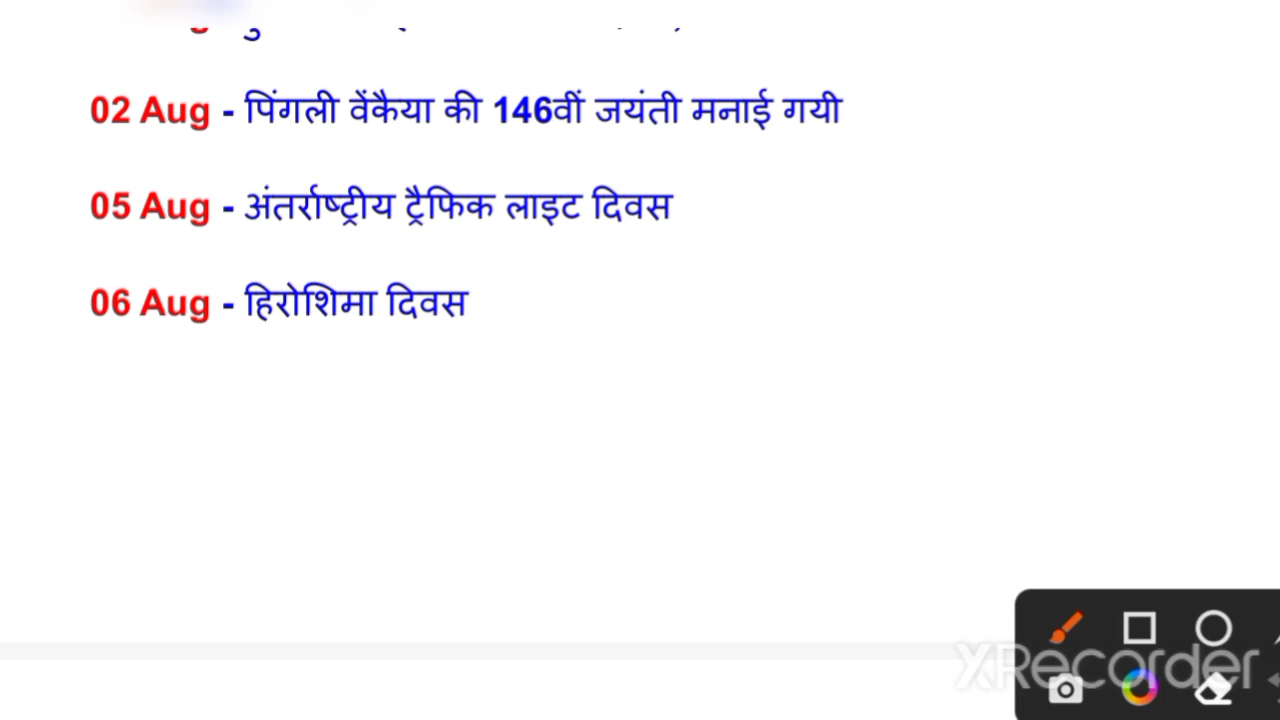 02 Aug - पिंगली वेंकैया की 146वीं जयंती मनाई गयी
05 Aug - अंतर्राष्ट्रीय ट्रैफिक लाइट दिवस
06 Aug - हिरोशिमा दिवस
XRecorder